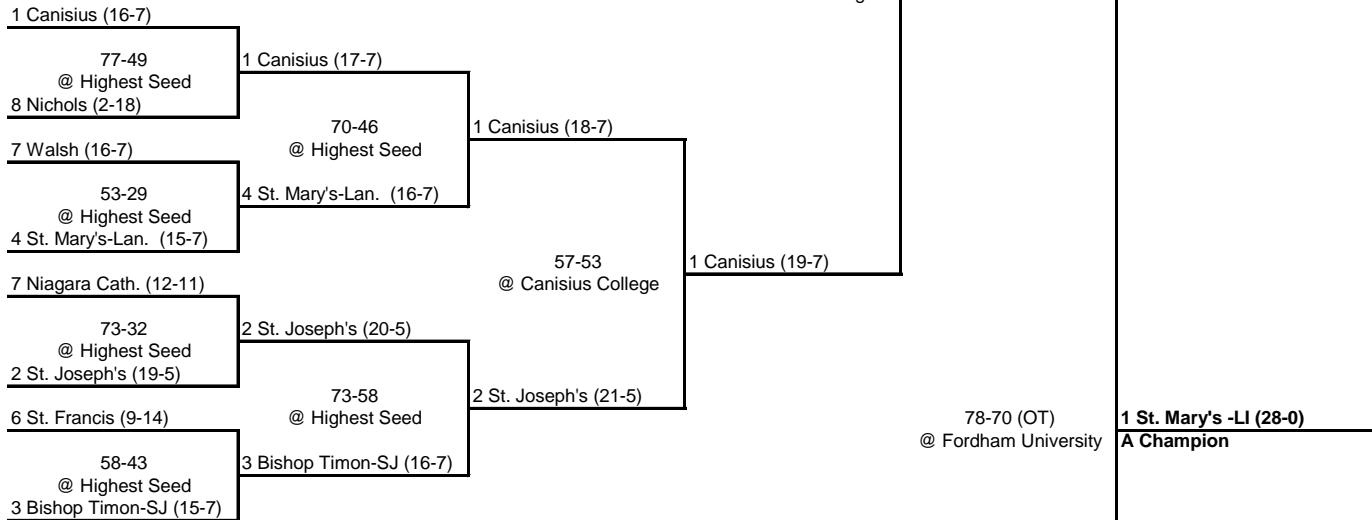 1 Canisius (16-7)
77-49
@ Highest Seed
8 Nichols (2-18)
1 Canisius (17-7)
7 Walsh (16-7)
53-29
@ Highest Seed
4 St. Mary's-Lan.  (15-7)
70-46
@ Highest Seed
4 St. Mary's-Lan.  (16-7)
1 Canisius (18-7)
7 Niagara Cath. (12-11)
73-32
@ Highest Seed
2 St. Joseph's (19-5)
2 St. Joseph's (20-5)
57-53
@ Canisius College
1 Canisius (19-7)
6 St. Francis (9-14)
58-43
@ Highest Seed
3 Bishop Timon-SJ (15-7)
73-58
@ Highest Seed
3 Bishop Timon-SJ (16-7)
2 St. Joseph's (21-5)
78-70 (OT)
@ Fordham University
1 St. Mary's -LI (28-0)
A Champion